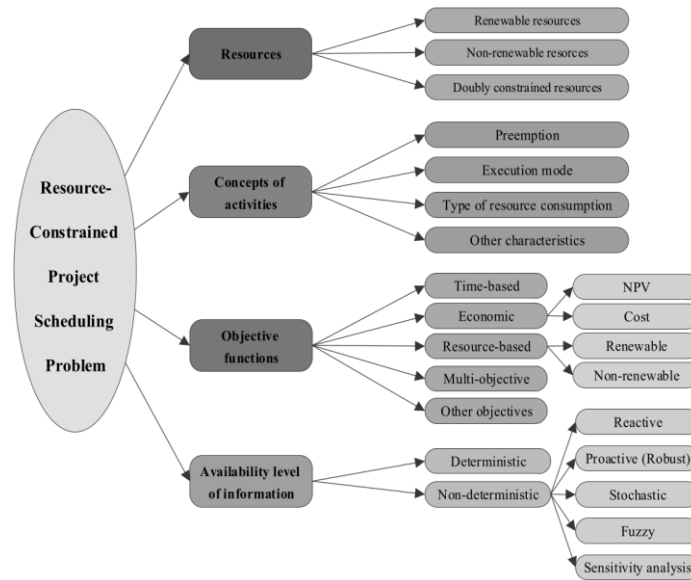 Resource-
Constrained
Project
Scheduling
Problem
Resources
Renewable resources
Non-renewable resorces
Doubly constrained resources
Concepts of
activities
Preemption
Execution mode
Type of resource consumption
Other characteristics
Objective
functions
Time-based
Economic
NPV
Cost
Resource-based
Renewable
Non-renewable
Multi-objective
Other objectives
Availability level
of information
Deterministic
Non-deterministic
Reactive
Proactive (Robust)
Stochastic
Fuzzy
Sensitivity analysis